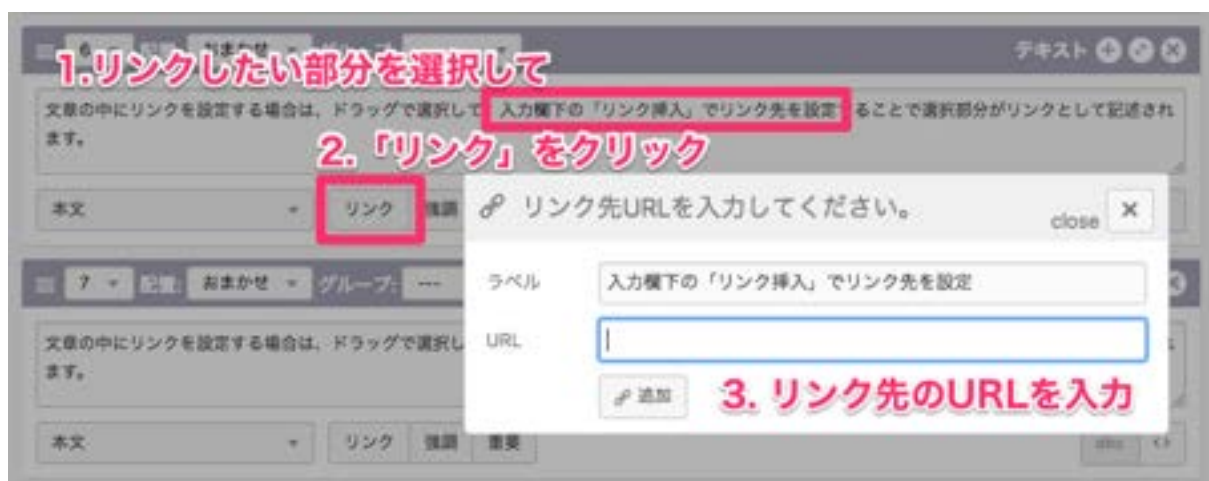 6 おまかせ テキスト
1.リンクしたい部分を選択して
文章の中にリンクを設定する場合は、ドラッグで選択して 入力欄下の「リンク挿入」でリンク先を設定 ることで選択部分がリンクとして記述され
ます。
2.「リンク」をクリック
本文 リンク 強調
リンク先URLを入力してください。 close
7 配置: おまかせ グループ: ---
ラベル 入力欄下の「リンク挿入」でリンク先を設定
文章の中にリンクを設定する場合は、ドラッグで選択し
ます。
URL
追加
3. リンク先のURLを入力
本文 リンク 強調 重要 <>